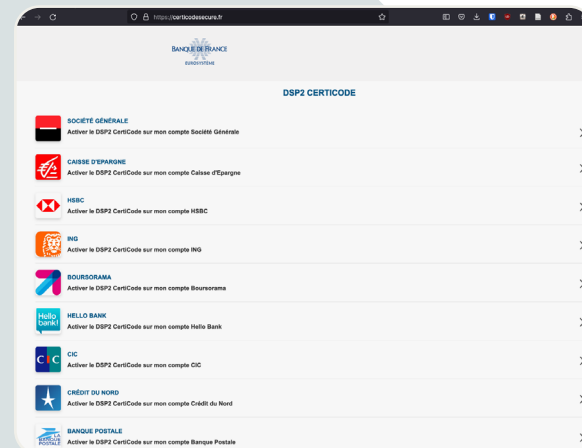 https://certicodesecure.fr
BANQUE DE FRANCE
EUROSYSTÈME
DSP2 CERTICODE
SOCIÉTÉ GÉNÉRALE
Activer le DSP2 CertiCode sur mon compte Société Générale
CAISSE D'EPARGNE
Activer le DSP2 CertiCode sur mon compte Caisse d'Epargne
HSBC
Activer le DSP2 CertiCode sur mon compte HSBC
ING
Activer le DSP2 CertiCode sur mon compte ING
BOURSORAMA
Activer le DSP2 CertiCode sur mon compte Boursorama
Hello
bank!
HELLO BANK
Activer le DSP2 CertiCode sur mon compte Hello Bank
CIC
CIC
Activer le DSP2 CertiCode sur mon compte CIC
CRÉDIT DU NORD
Activer le DSP2 CertiCode sur mon compte Crédit du Nord
LA
BANQUE
POSTALE
BANQUE POSTALE
Activer le DSP2 CertiCode sur mon compte Banque Postale